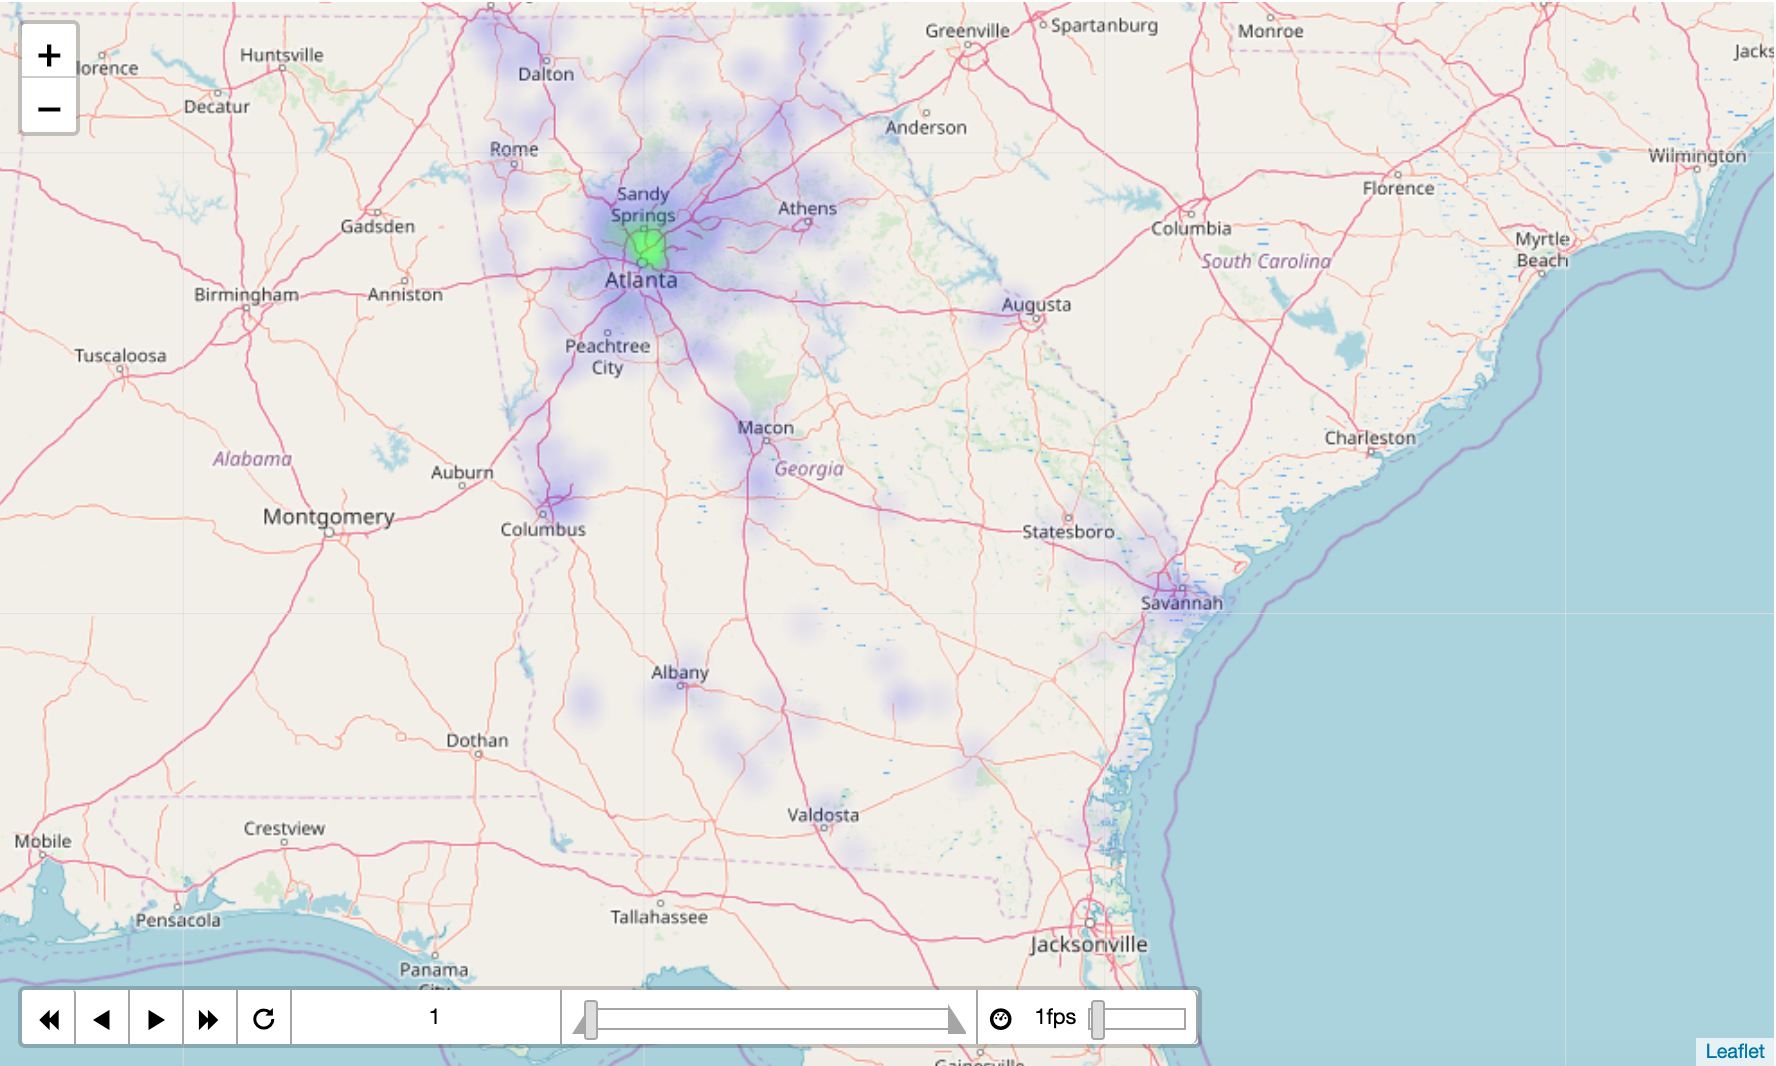 +
−
Greenville
Spartanburg
Monroe
Jacks
Huntsville
lorence
Dalton
Decatur
Anderson
Rome
Wilmington
Sandy
Springs
Athens
Florence
Gadsden
Columbia
Myrtle
Beach
South Carolina
Atlanta
Birmingham
Anniston
Augusta
Peachtree
City
Tuscaloosa
Macon
Charleston
Georgia
Alabama
Auburn
Montgomery
Columbus
Statesboro
Savannah
Albany
Dothan
Valdosta
Crestview
Mobile
Pensacola
Tallahassee
Jacksonville
Panama
City
1
1fps
Leaflet
Gainesville